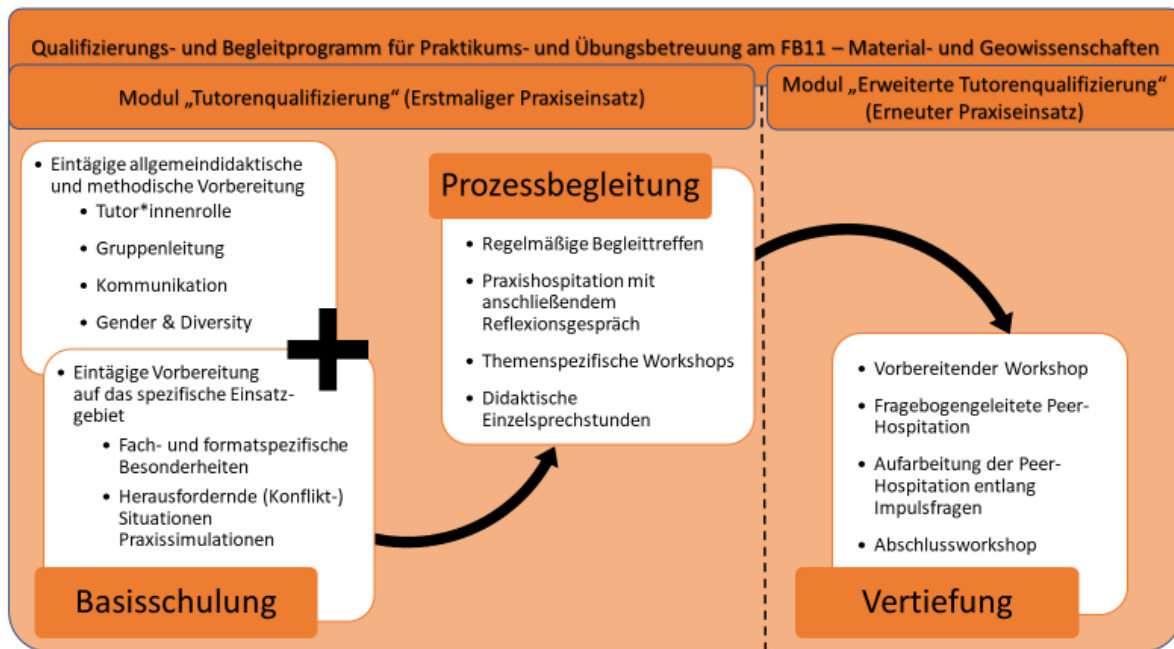 Qualifizierungs- und Begleitprogramm für Praktikums- und Übungsbetreuung am FB11 – Material- und Geowissenschaften
Modul „Tutorenqualifizierung“ (Erstmaliger Praxiseinsatz)
Modul „Erweiterte Tutorenqualifizierung“
(Erneuter Praxiseinsatz)
• Eintägige allgemeindidaktische
und methodische Vorbereitung
• Tutor*innenrolle
• Gruppenleitung
• Kommunikation
• Gender & Diversity
• Eintägige Vorbereitung
auf das spezifische Einsatz-
gebiet
• Fach- und formatspezifische
Besonderheiten
• Herausfordernde (Konflikt-)
Situationen
Praxissimulationen
Basisschulung
Prozessbegleitung
• Regelmäßige Begleittreffen
• Praxishospitation mit
anschließendem
Reflexionsgespräch
• Themenspezifische Workshops
• Didaktische
Einzelsprechstunden
• Vorbereitender Workshop
• Fragebogengeleitete Peer-
Hospitation
• Aufarbeitung der Peer-
Hospitation entlang
Impulsfragen
• Abschlussworkshop
Vertiefung